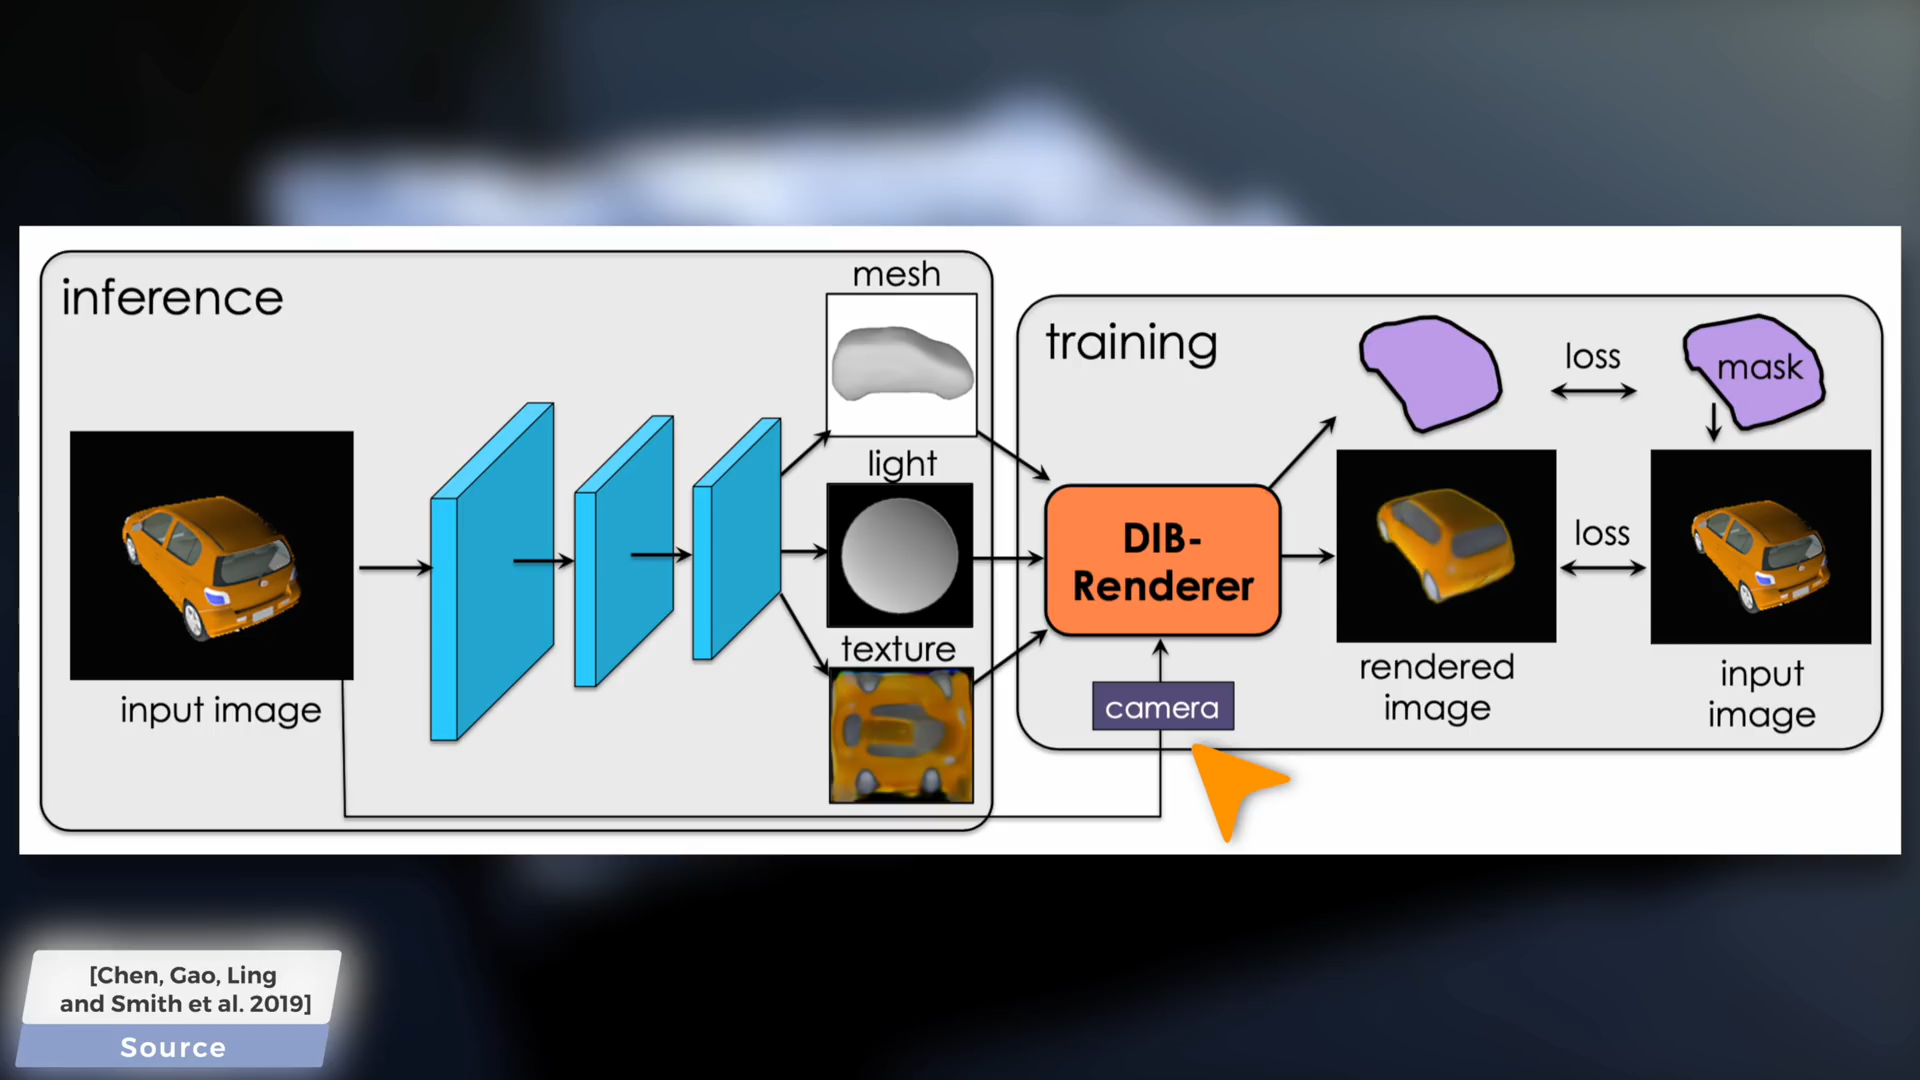 inference
mesh
light
texture
input image
training
DIB-
Renderer
camera
loss
mask
loss
rendered
image
input
image
[Chen, Gao, Ling
and Smith et al. 2019]
Source